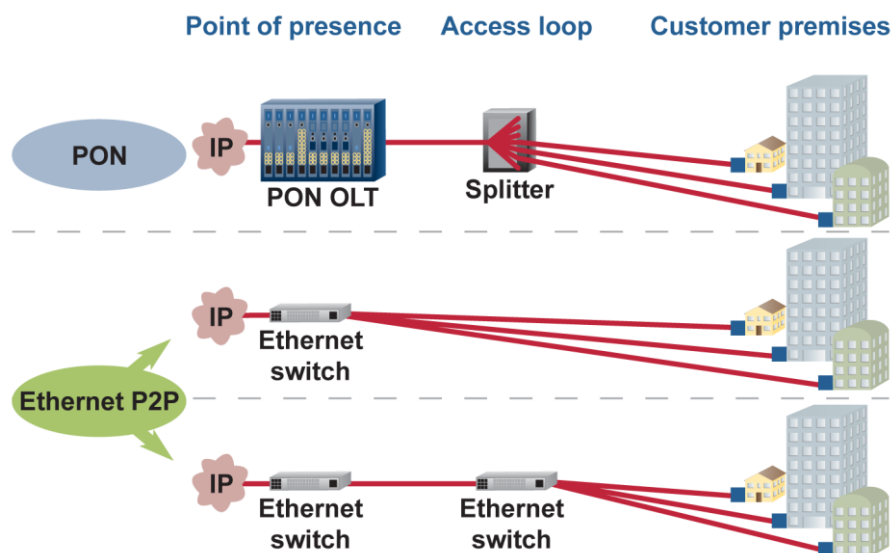 Point of presence
Access loop
Customer premises
PON
IP
PON OLT
Splitter
IP
Ethernet
switch
Ethernet P2P
IP
Ethernet
switch
Ethernet
switch